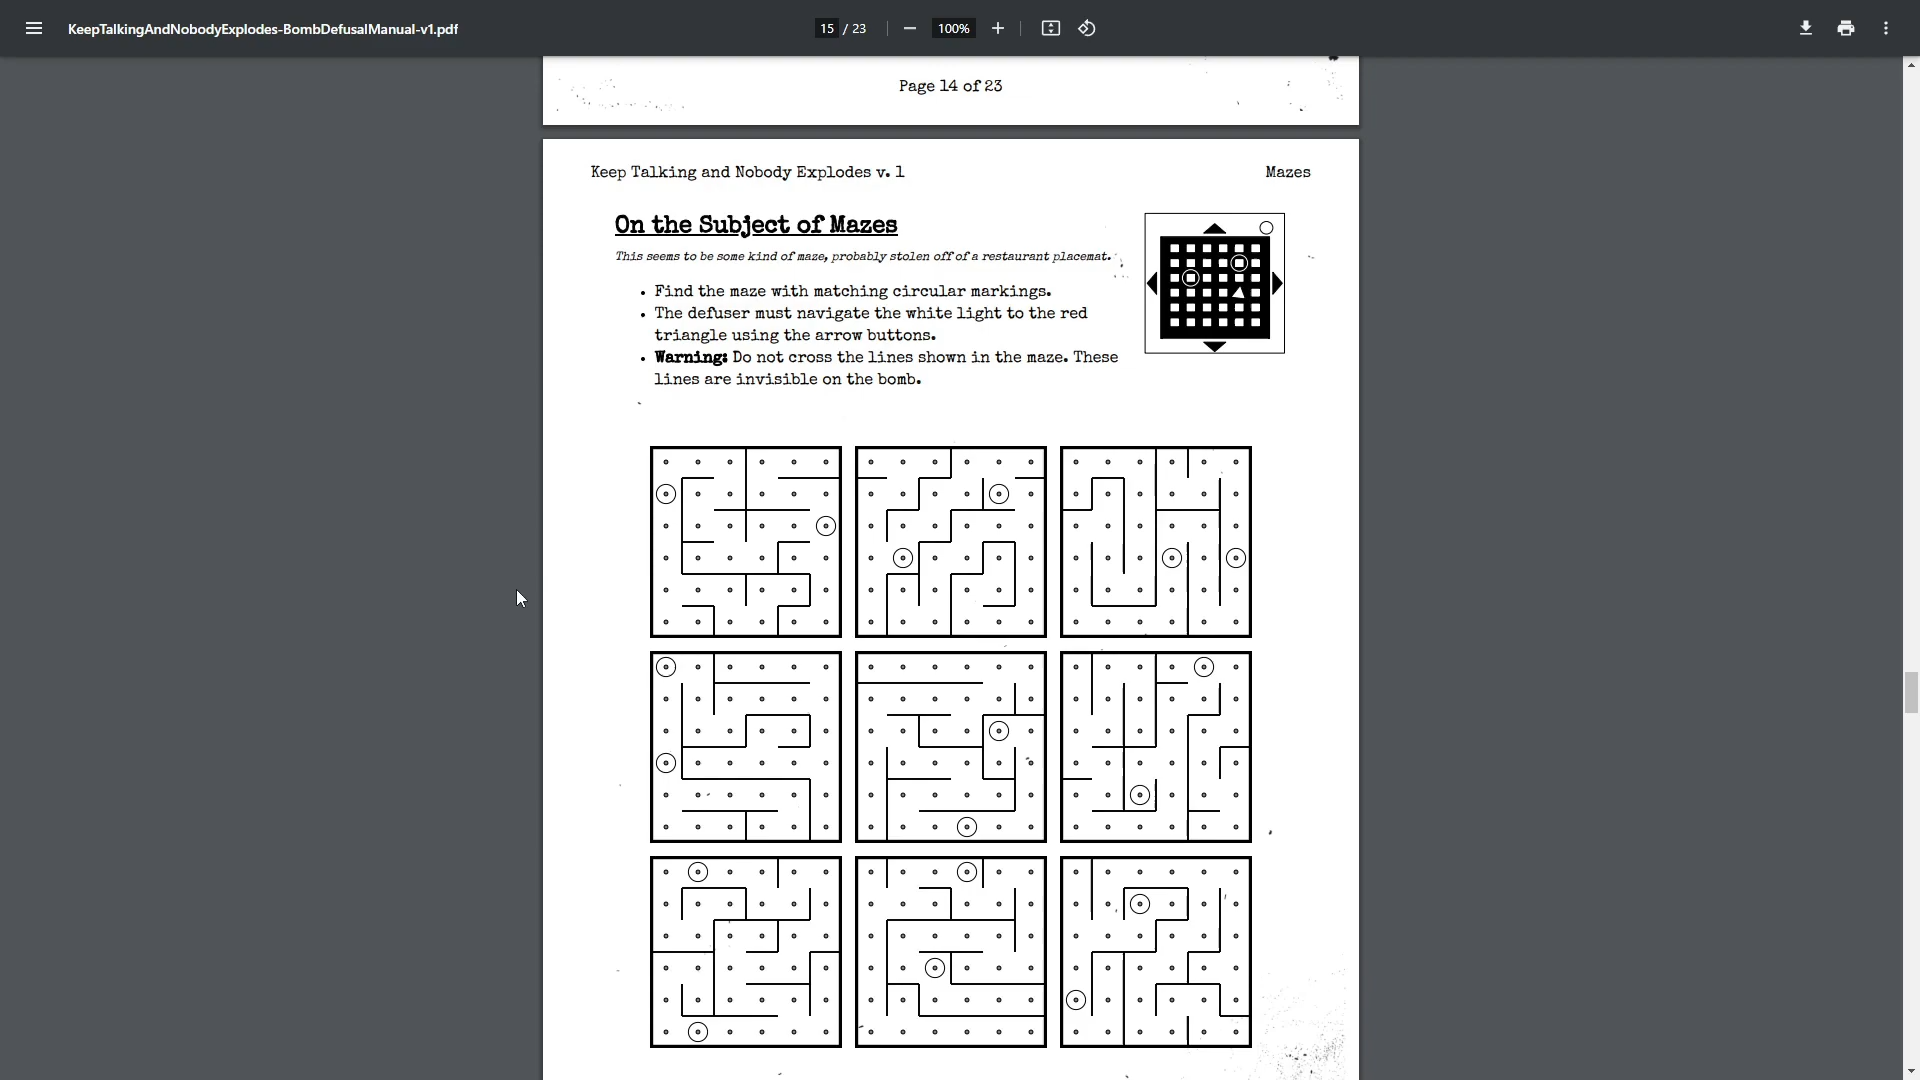 KeepTalkingAndNobodyExplodes-BombDefusalManual-v1.pdf
15 / 23
100%
Page 14 of 23
Keep Talking and Nobody Explodes v. 1
Mazes
On the Subject of Mazes
This seems to be some kind of maze, probably stolen off of a restaurant placemat.
• Find the maze with matching circular markings.
• The defuser must navigate the white light to the red
triangle using the arrow buttons.
• Warning: Do not cross the lines shown in the maze. These
lines are invisible on the bomb.